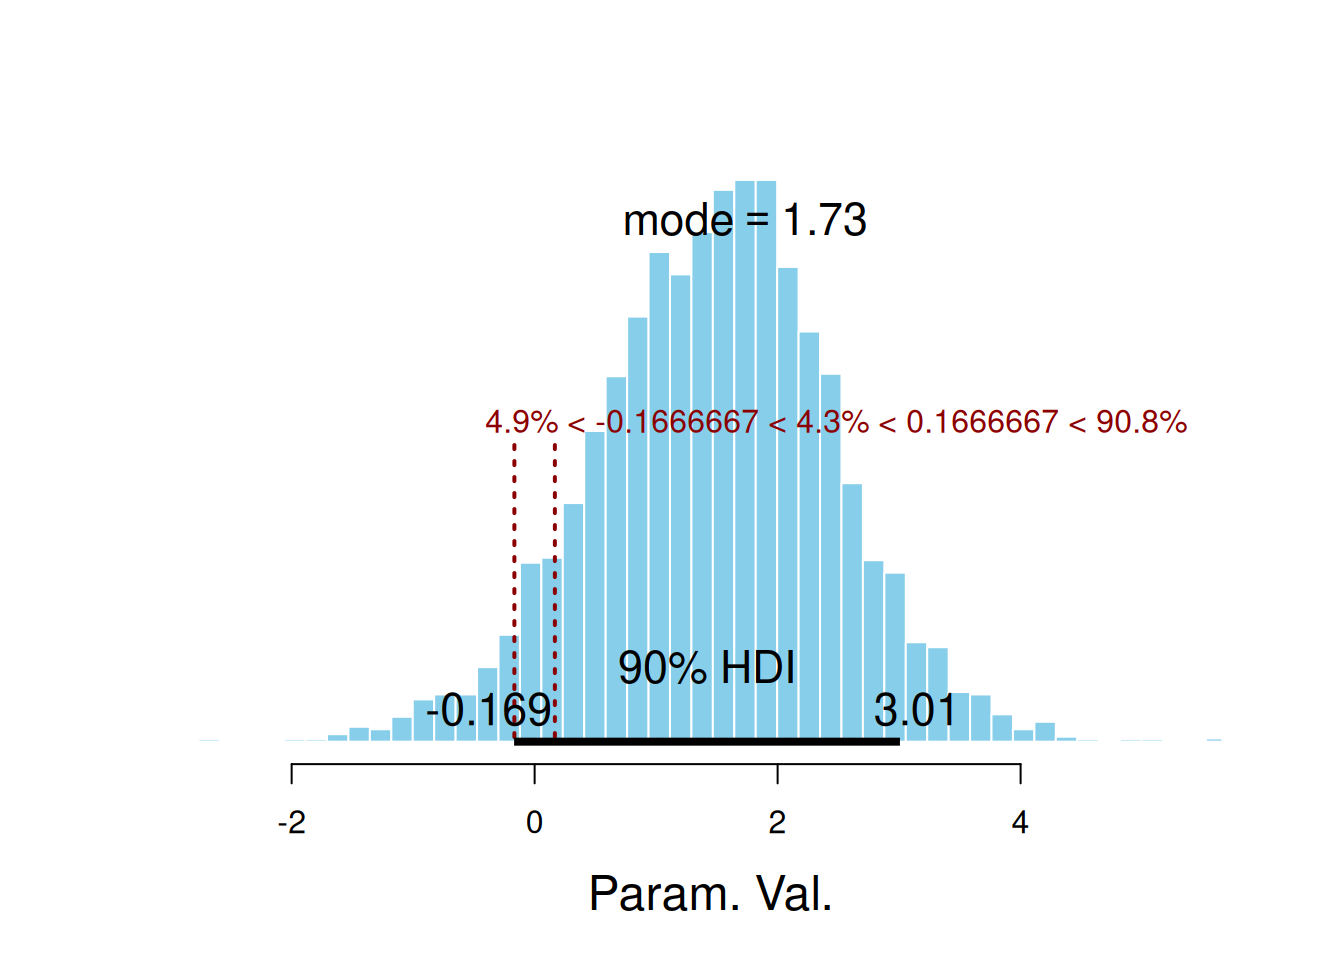 mode = 1.73
4.9% < -0.1666667 < 4.3% < 0.1666667 < 90.8%
90% HDI
-0.169 3.01
-2 0 2 4
Param. Val.